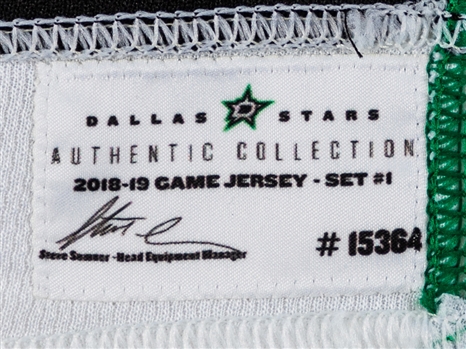 DALLAS STARS
AUTHENTIC COLLECTION
2018-19 GAME JERSEY - SET #1
Steve Sumner -Head Equipment Manager
# 15364